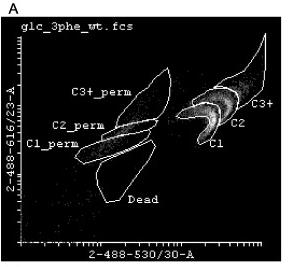 A
glc_3phe_wt.fcs
C3+_perm
C2_perm
C1_perm
C3+
C2
C1
Dead
2-488-616/23-A
2-488-530/30-A